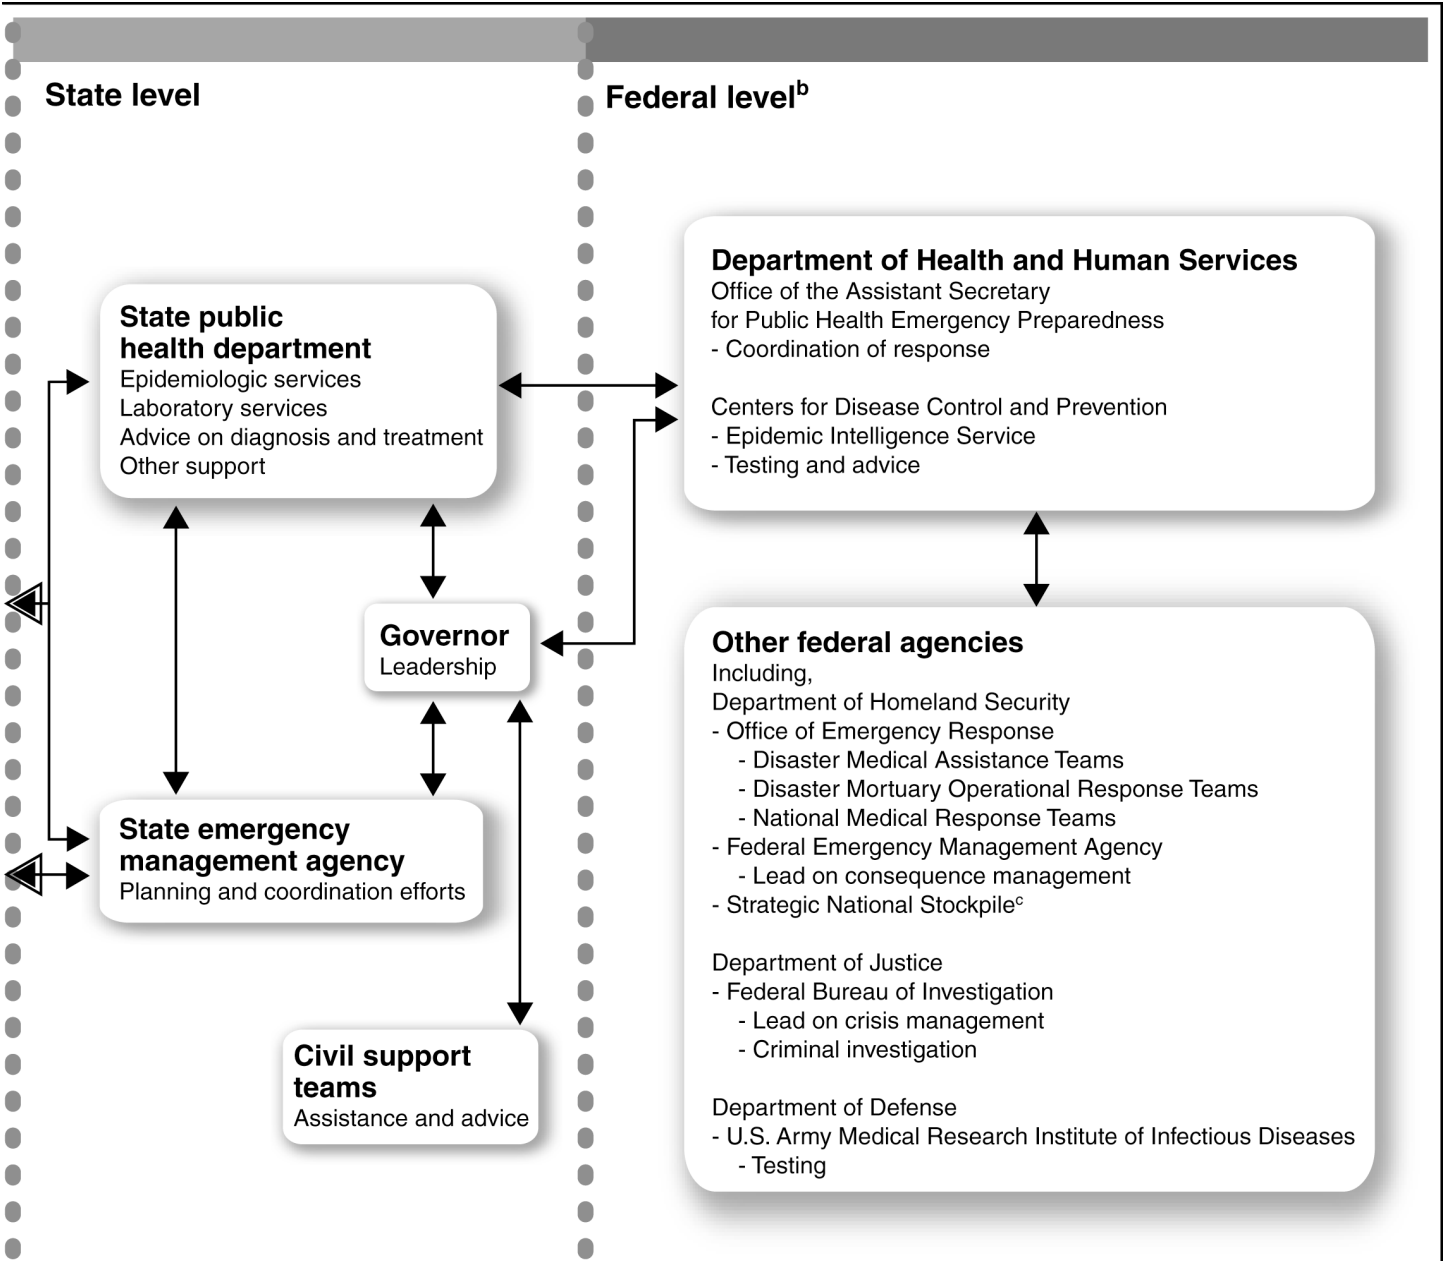 State level
Federal levelᵇ
State public
health department
Epidemiologic services
Laboratory services
Advice on diagnosis and treatment
Other support
Governor
Leadership
State emergency
management agency
Planning and coordination efforts
Civil support
teams
Assistance and advice
Department of Health and Human Services
Office of the Assistant Secretary
for Public Health Emergency Preparedness
- Coordination of response
Centers for Disease Control and Prevention
- Epidemic Intelligence Service
- Testing and advice
Other federal agencies
Including,
Department of Homeland Security
- Office of Emergency Response
- Disaster Medical Assistance Teams
- Disaster Mortuary Operational Response Teams
- National Medical Response Teams
- Federal Emergency Management Agency
- Lead on consequence management
- Strategic National Stockpileᶜ
Department of Justice
- Federal Bureau of Investigation
- Lead on crisis management
- Criminal investigation
Department of Defense
- U.S. Army Medical Research Institute of Infectious Diseases
- Testing